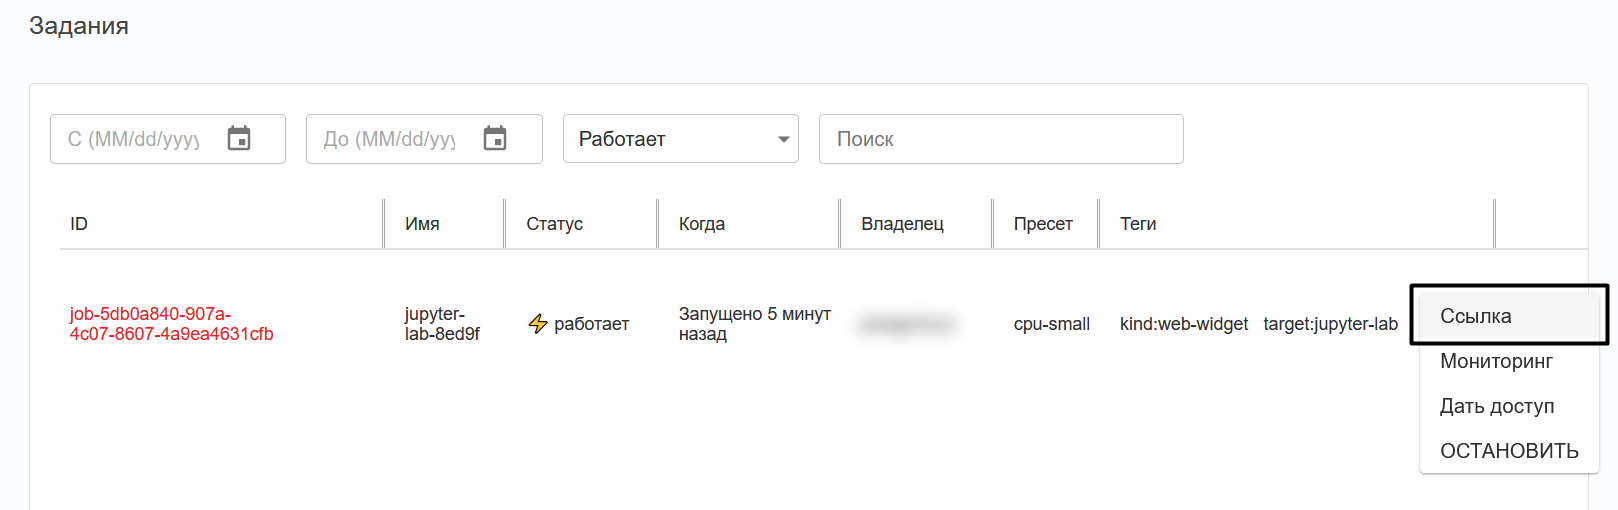 Задания
С (MM/dd/yyyy
До (MM/dd/yyy
Работает
Поиск
ID
Имя
Статус
Когда
Владелец
Пресет
Теги
job-5db0a840-907a-
4c07-8607-4a9ea4631cfb
jupyter-
lab-8ed9f
работает
Запущено 5 минут
назад
cpu-small
kind:web-widget
target:jupyter-lab
Ссылка
Мониторинг
Дать доступ
ОСТАНОВИТЬ